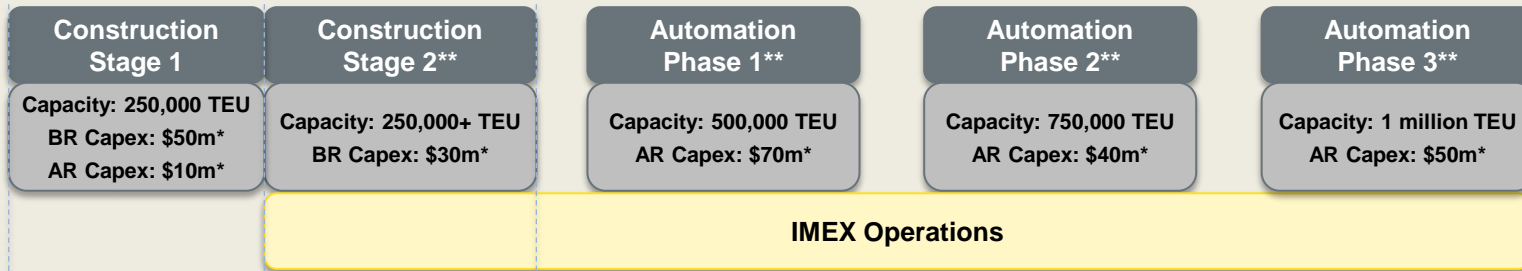 Construction
Stage 1
Capacity: 250,000 TEU
BR Capex: $50m*
AR Capex: $10m*
Construction
Stage 2**
Capacity: 250,000+ TEU
BR Capex: $30m*
Automation
Phase 1**
Capacity: 500,000 TEU
AR Capex: $70m*
Automation
Phase 2**
Capacity: 750,000 TEU
AR Capex: $40m*
Automation
Phase 3**
Capacity: 1 million TEU
AR Capex: $50m*
IMEX Operations